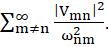 ∑^∞_{m≠n} |V_{mn}|² / ω²_{nm}.